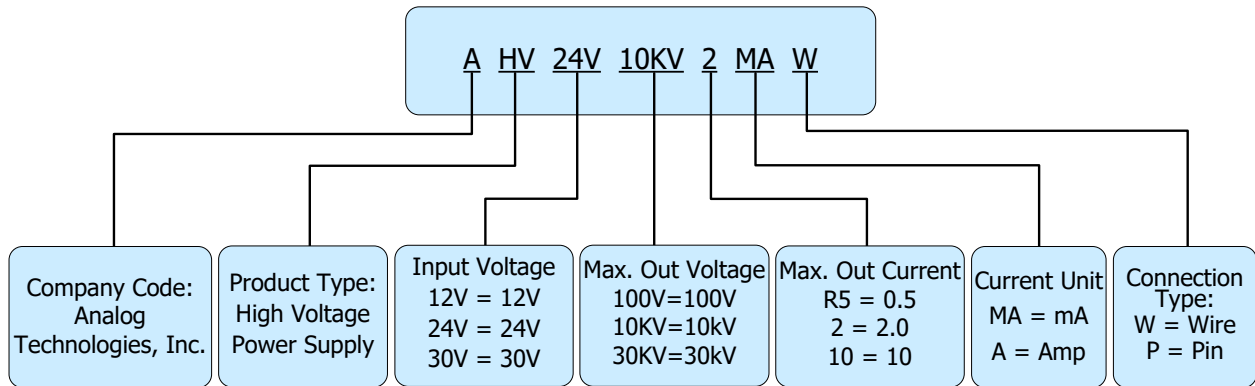 A HV 24V 10KV 2 MA W
Company Code:
Analog
Technologies, Inc.
Product Type:
High Voltage
Power Supply
Input Voltage
12V = 12V
24V = 24V
30V = 30V
Max. Out Voltage
100V=100V
10KV=10kV
30KV=30kV
Max. Out Current
R5 = 0.5
2 = 2.0
10 = 10
Current Unit
MA = mA
A = Amp
Connection
Type:
W = Wire
P = Pin